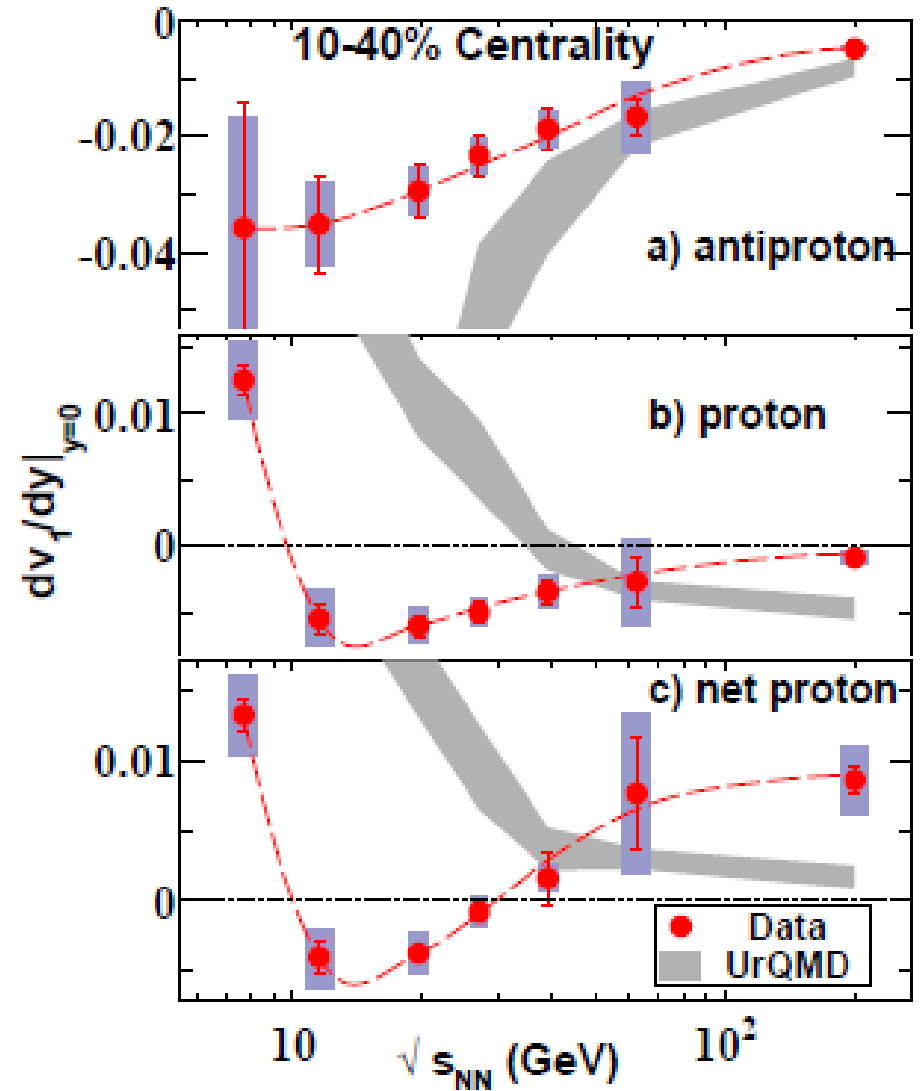 0
10-40% Centrality
-0.02
-0.04
a) antiproton
0.01
b) proton
0
dv₁/dy|y=0
c) net proton
0.01
0
Data
UrQMD
10
10²
√ sNN (GeV)